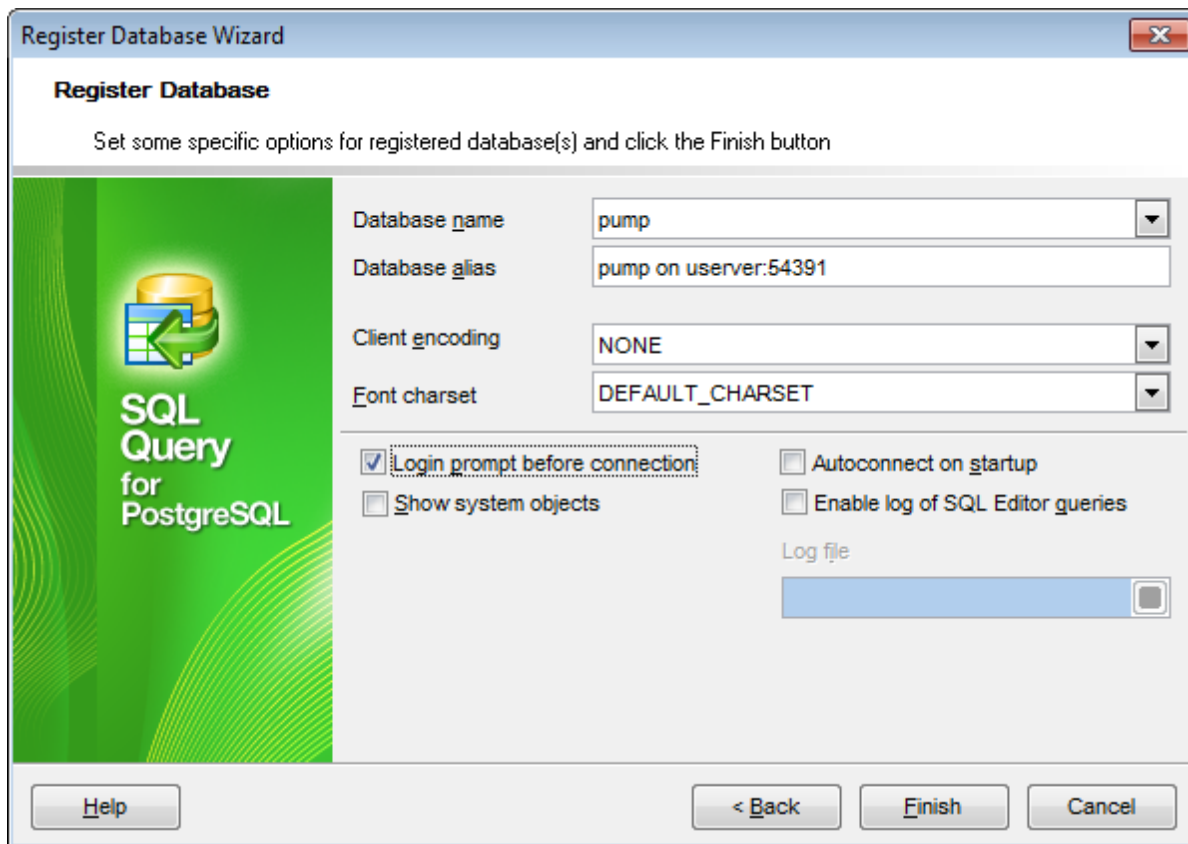 Register Database Wizard
Register Database
Set some specific options for registered database(s) and click the Finish button
SQL
Query
for
PostgreSQL
Database name
pump
Database alias
pump on userver:54391
Client encoding
NONE
Font charset
DEFAULT_CHARSET
Login prompt before connection
Autoconnect on startup
Show system objects
Enable log of SQL Editor queries
Log file
Help
< Back
Finish
Cancel